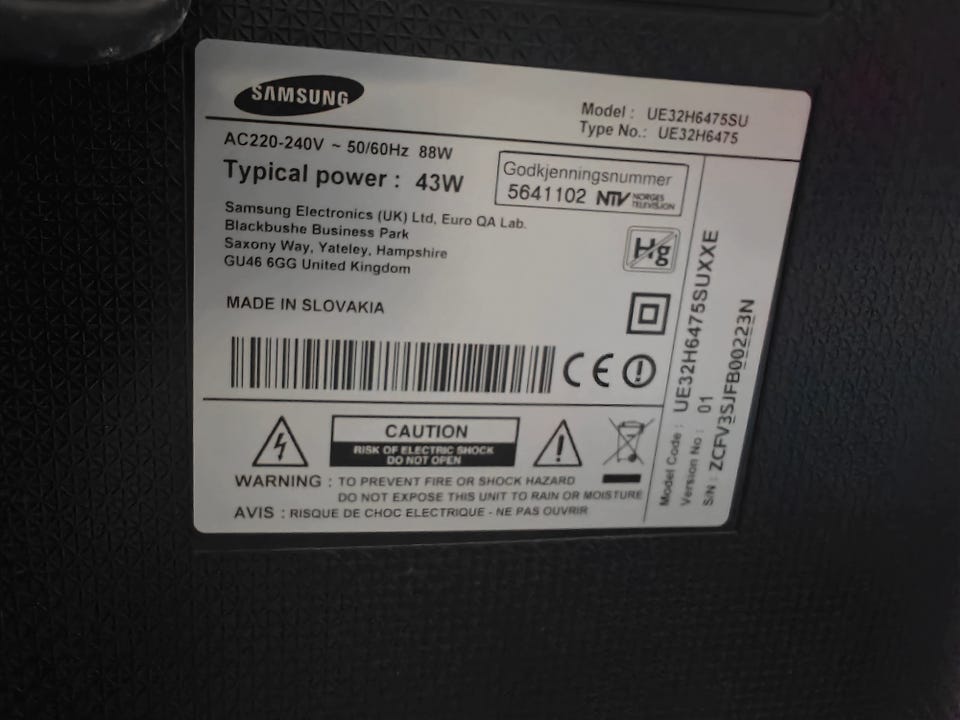 SAMSUNG
Model : UE32H6475SU
Type No.: UE32H6475
AC220-240V ~ 50/60Hz 88W
Typical power : 43W
Godkjenningsnummer
5641102 NTV NORGES
TELEVISJON
Samsung Electronics (UK) Ltd, Euro QA Lab.
Blackbushe Business Park
Saxony Way, Yateley, Hampshire
GU46 6GG United Kingdom
Hg
MADE IN SLOVAKIA
CE
CAUTION
RISK OF ELECTRIC SHOCK
DO NOT OPEN
WARNING : TO PREVENT FIRE OR SHOCK HAZARD
DO NOT EXPOSE THIS UNIT TO RAIN OR MOISTURE
AVIS : RISQUE DE CHOC ELECTRIQUE - NE PAS OUVRIR
Model Code : UE32H6475SUXXE
Version No : 01
S/N : ZCFV3SJFB00223N